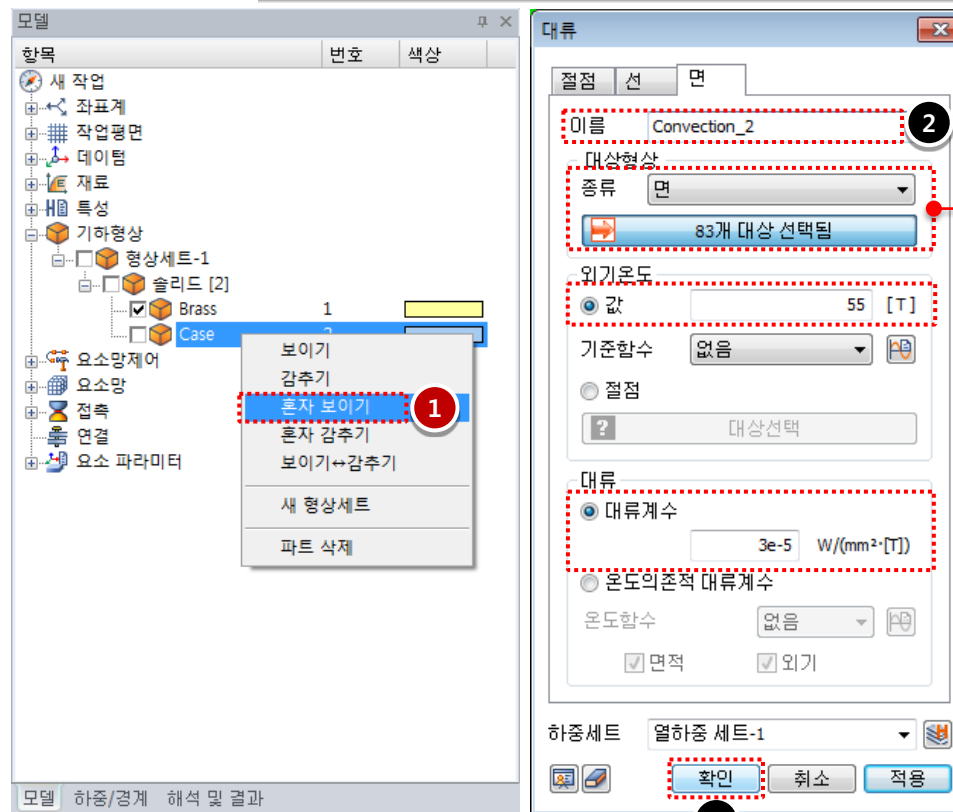 모델
항목 번호 색상
새 작업
좌표계
작업평면
데이텀
재료
특성
기하형상
형상세트-1
솔리드 [2]
Brass 1
Case 2
요소망제어
요소망
접촉
연결
요소 파라미터
보이기
감추기
혼자 보이기 1
혼자 감추기
보이기↔감추기
새 형상세트
파트 삭제
모델 하중/경계 해석 및 결과
대류
절점 선 면
이름 Convection_2 2
대상형상
종류 면
83개 대상 선택됨
외기온도
값 55 [T]
기준함수 없음
절점
? 대상선택
대류
대류계수
3e-5 W/(mm²·[T])
온도의존적 대류계수
온도함수 없음
면적 외기
하중세트 열하중 세트-1
확인 취소 적용